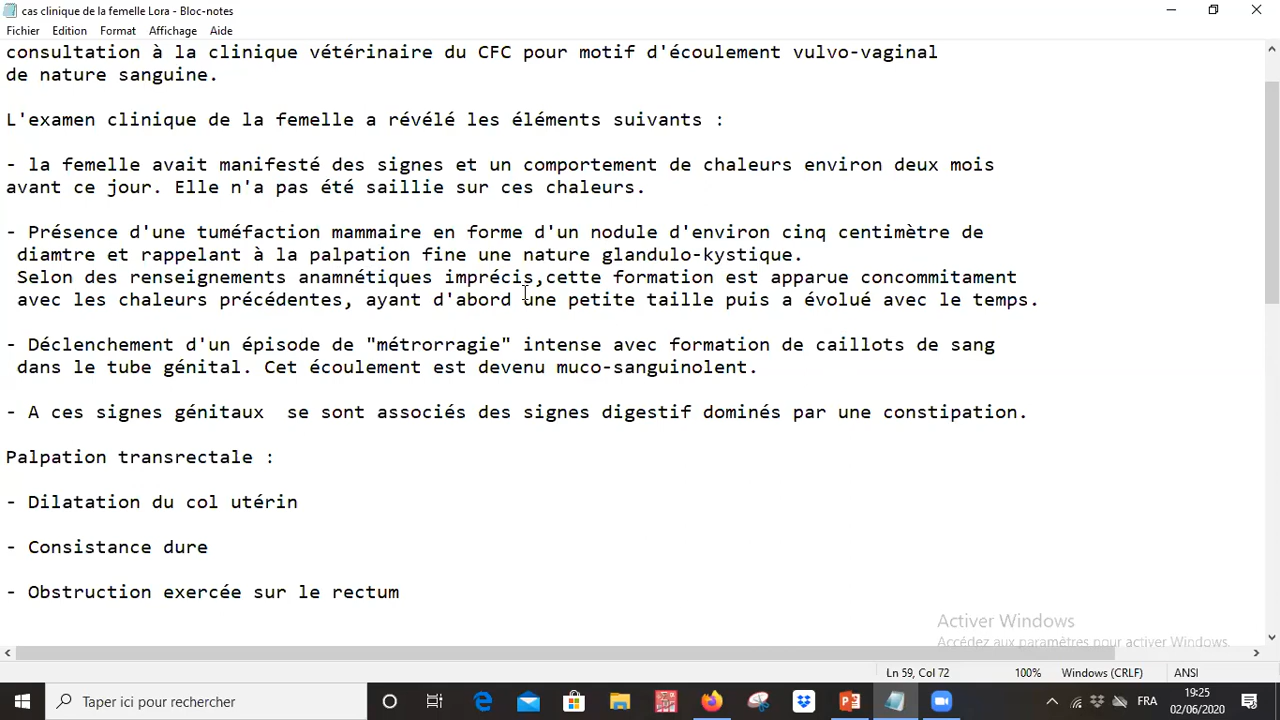 cas clinique de la femelle Lora - Bloc-notes
Fichier Edition Format Affichage Aide
consultation à la clinique vétérinaire du CFC pour motif d'écoulement vulvo-vaginal
de nature sanguine.
L'examen clinique de la femelle a révélé les éléments suivants :
- la femelle avait manifesté des signes et un comportement de chaleurs environ deux mois
avant ce jour. Elle n'a pas été saillie sur ces chaleurs.
- Présence d'une tuméfaction mammaire en forme d'un nodule d'environ cinq centimètre de
diamtre et rappelant à la palpation fine une nature glandulo-kystique.
Selon des renseignements anamnétiques imprécis,cette formation est apparue concommitament
avec les chaleurs précédentes, ayant d'abord une petite taille puis a évolué avec le temps.
- Déclenchement d'un épisode de "métrorragie" intense avec formation de caillots de sang
dans le tube génital. Cet écoulement est devenu muco-sanguinolent.
- A ces signes génitaux  se sont associés des signes digestif dominés par une constipation.
Palpation transrectale :
- Dilatation du col utérin
- Consistance dure
- Obstruction exercée sur le rectum
Activer Windows
Accédez aux paramètres pour activer Windows.
Ln 59, Col 72 100% Windows (CRLF) ANSI
Taper ici pour rechercher
FRA
19:25
02/06/2020